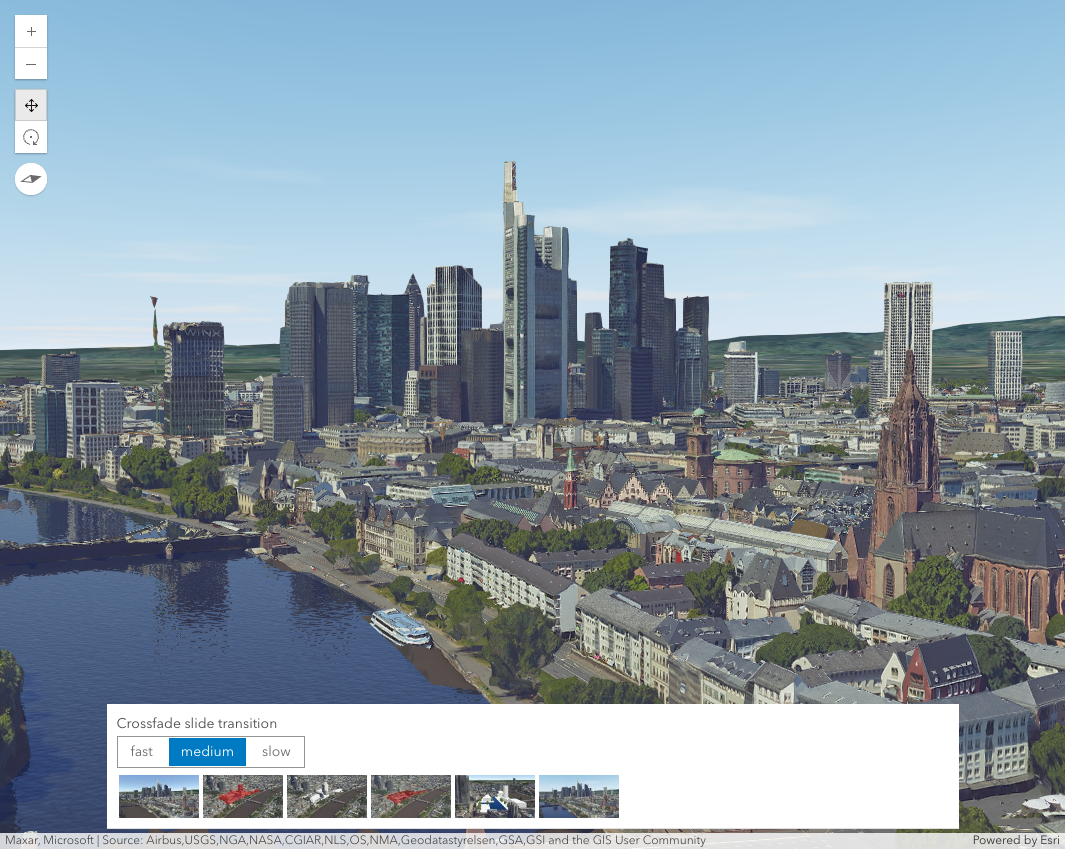 Crossfade slide transition
fast medium slow
Maxar, Microsoft | Source: Airbus,USGS,NGA,NASA,CGIAR,NLS,OS,NMA,Geodatastyrelsen,GSA,GSI and the GIS User Community Powered by Esri